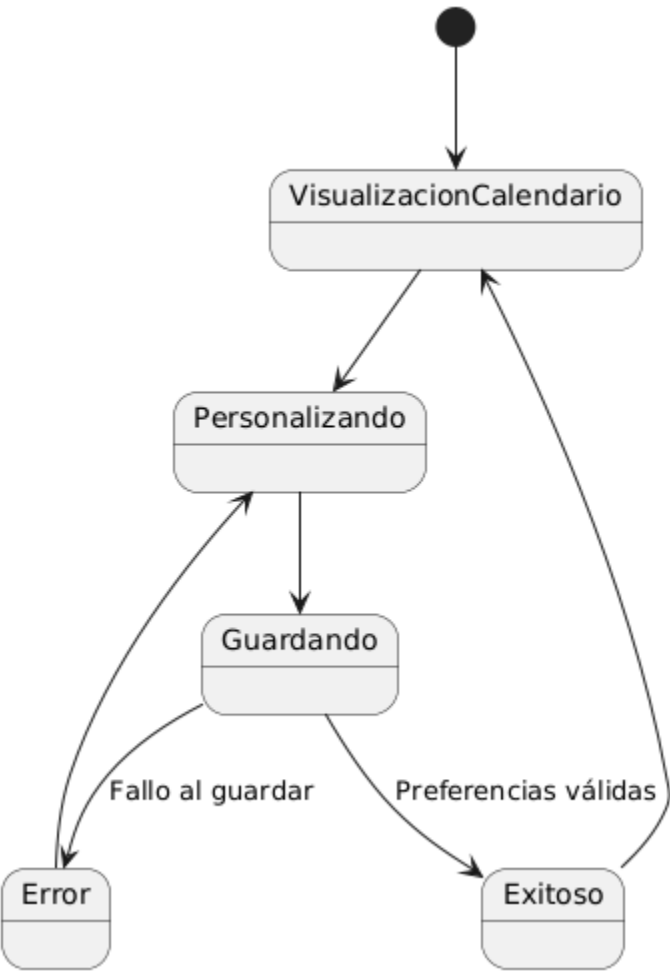 VisualizacionCalendario
Personalizando
Guardando
Fallo al guardar
Preferencias válidas
Error
Exitoso